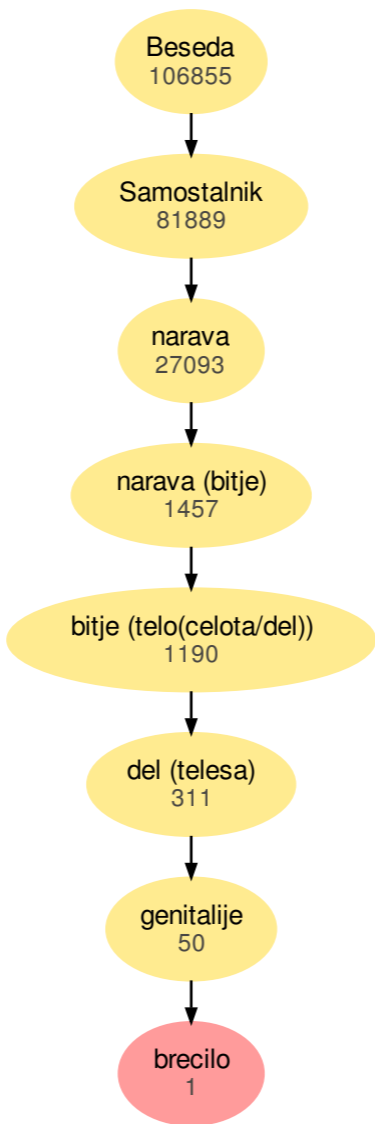 Beseda
106855
Samostalnik
81889
narava
27093
narava (bitje)
1457
bitje (telo(celota/del))
1190
del (telesa)
311
genitalije
50
brecilo
1